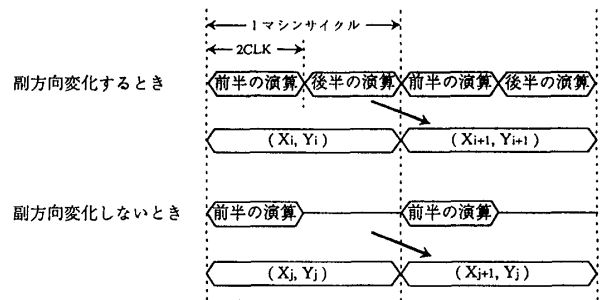 1マシンサイクル
2CLK
副方向変化するとき
前半の演算 後半の演算 前半の演算 後半の演算
(Xi, Yi) (Xi+1, Yi+1)
副方向変化しないとき
前半の演算 前半の演算
(Xj, Yj) (Xj+1, Yj)